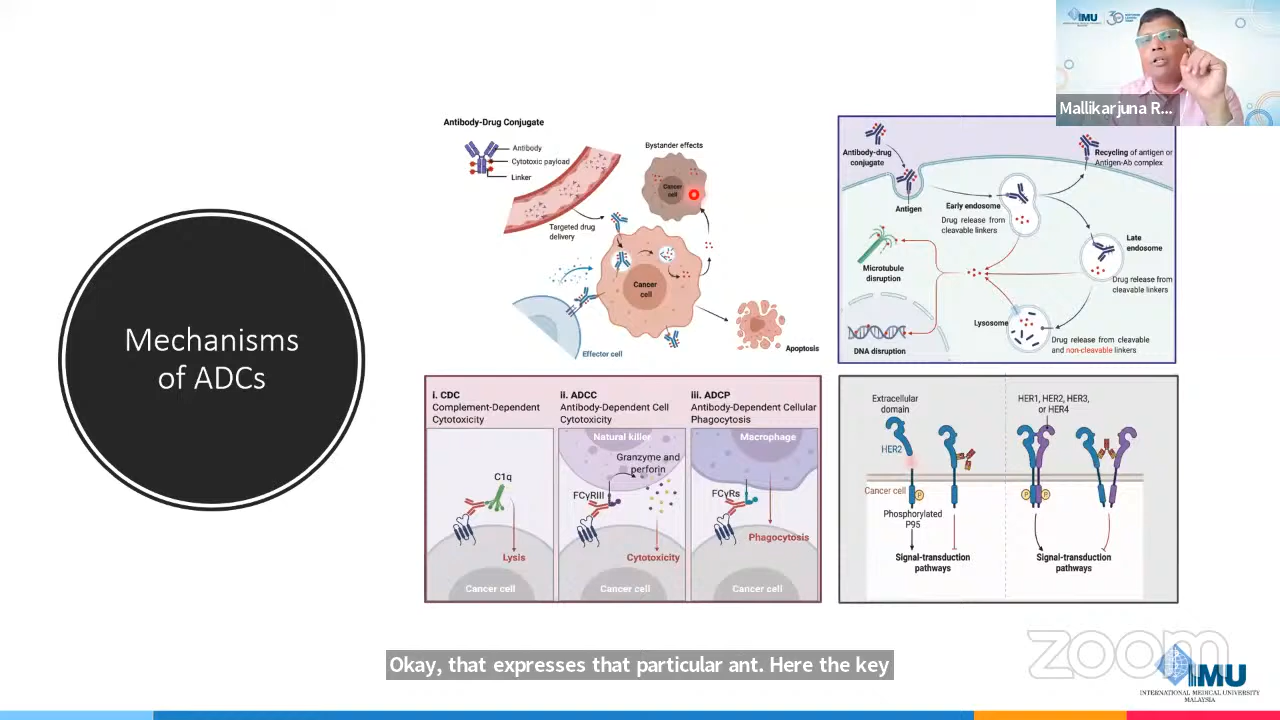 IMU
Mallikarjuna R...
Mechanisms
of ADCs
Antibody-Drug Conjugate
Antibody
Cytotoxic payload
Linker
Targeted drug
delivery
Bystander effects
Cancer
cell
Cancer
cell
Effector cell
Apoptosis
Antibody-drug
conjugate
Antigen
Early endosome
Drug release from
cleavable linkers
Recycling of antigen or
Antigen-Ab complex
Late
endosome
Drug release from
cleavable linkers
Microtubule
disruption
DNA disruption
Lysosome
Drug release from cleavable
and non-cleavable linkers
i. CDC
Complement-Dependent
Cytotoxicity
C1q
Lysis
Cancer cell
ii. ADCC
Antibody-Dependent Cell
Cytotoxicity
Natural killer
Granzyme and
perforin
FCγRIII
Cytotoxicity
Cancer cell
iii. ADCP
Antibody-Dependent Cellular
Phagocytosis
Macrophage
FCγRs
Phagocytosis
Cancer cell
Extracellular
domain
HER2
Cancer cell
P
Phosphorylated
P95
Signal-transduction
pathways
HER1, HER2, HER3,
or HER4
P P
Signal-transduction
pathways
Okay, that expresses that particular ant. Here the key
zoom
IMU
INTERNATIONAL MEDICAL UNIVERSITY
MALAYSIA